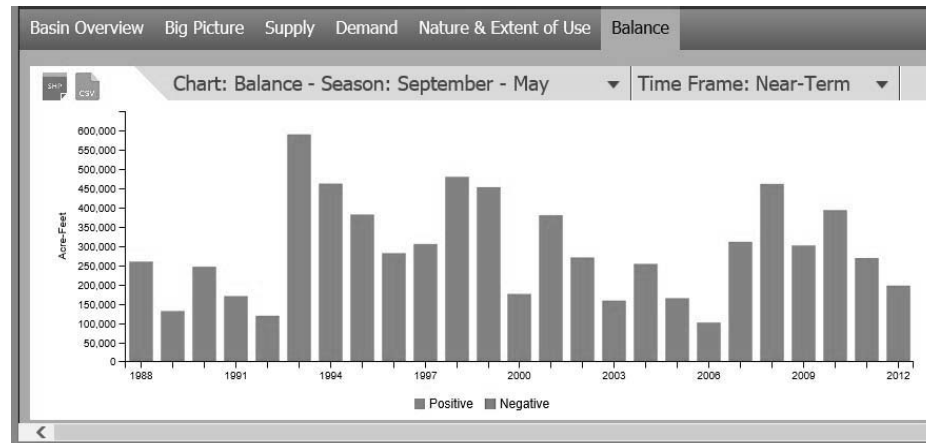 Basin Overview Big Picture Supply Demand Nature & Extent of Use Balance
SHP CSV Chart: Balance - Season: September - May Time Frame: Near-Term
600,000
550,000
500,000
450,000
400,000
350,000
300,000
250,000
200,000
150,000
100,000
50,000
0
Acre-Feet
1988 1991 1994 1997 2000 2003 2006 2009 2012
Positive Negative